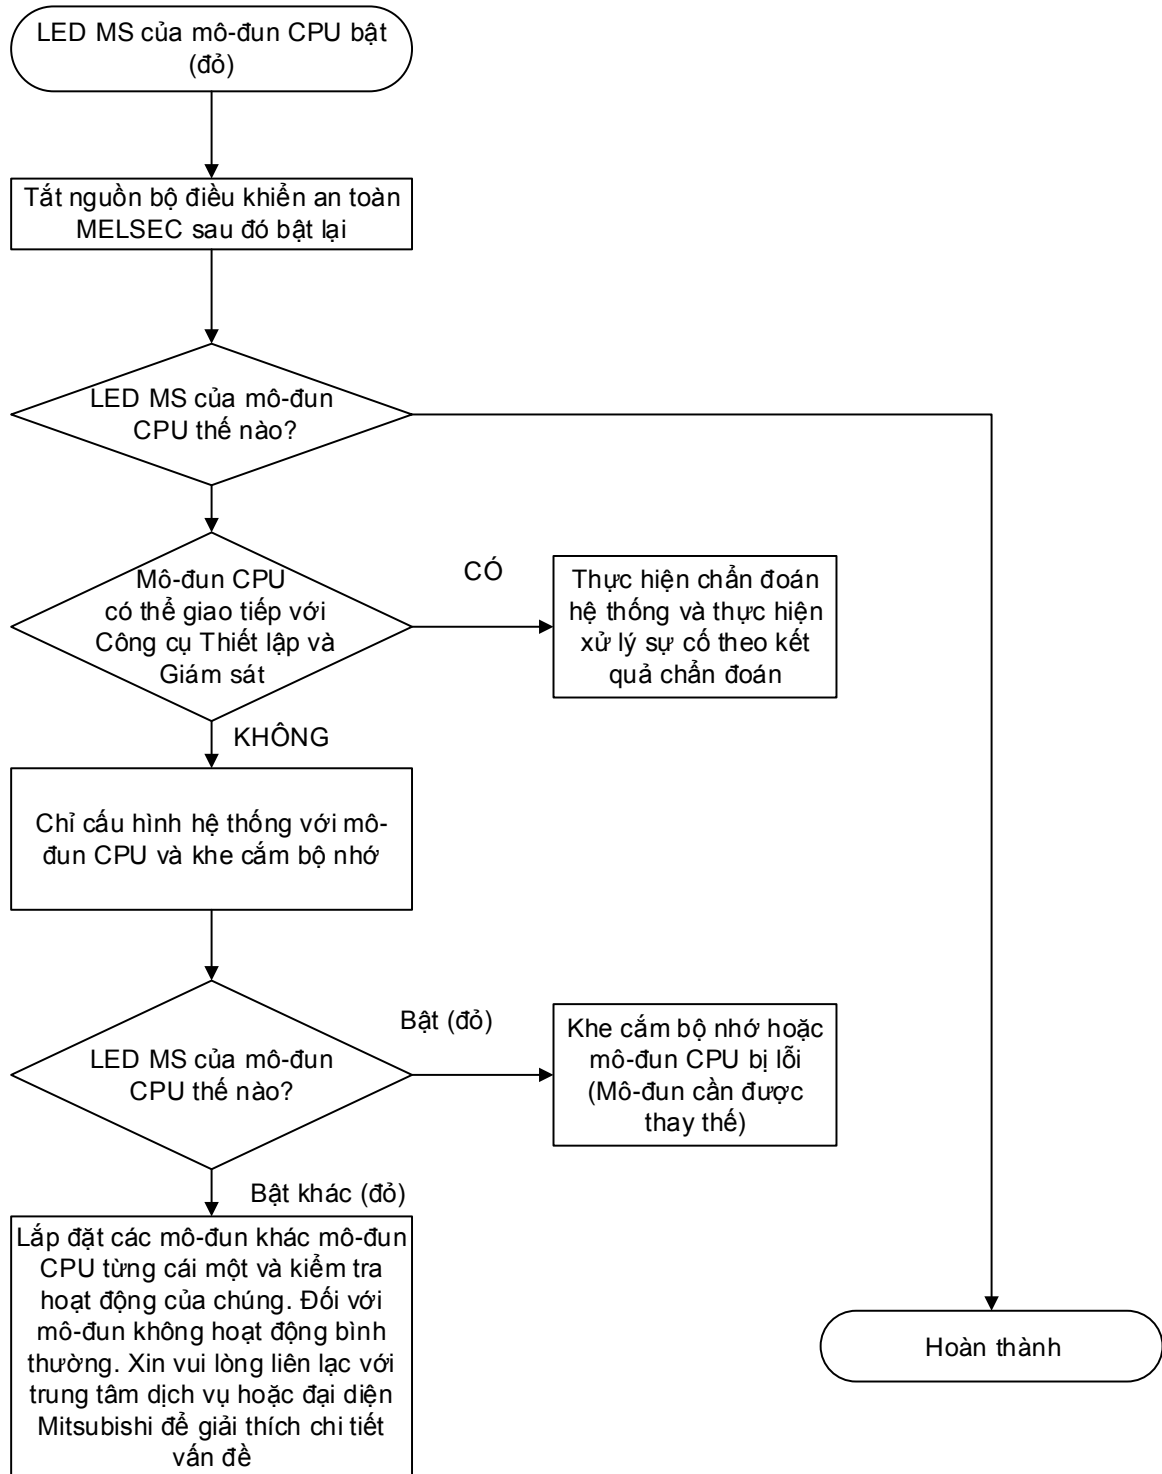 LED MS của mô-đun CPU bật
(đỏ)
Tắt nguồn bộ điều khiển an toàn
MELSEC sau đó bật lại
LED MS của mô-đun
CPU thế nào?
Mô-đun CPU
có thể giao tiếp với
Công cụ Thiết lập và
Giám sát
CÓ
Thực hiện chẩn đoán
hệ thống và thực hiện
xử lý sự cố theo kết
quả chẩn đoán
KHÔNG
Chỉ cấu hình hệ thống với mô-
đun CPU và khe cắm bộ nhớ
LED MS của mô-đun
CPU thế nào?
Bật (đỏ)
Khe cắm bộ nhớ hoặc
mô-đun CPU bị lỗi
(Mô-đun cần được
thay thế)
Bật khác (đỏ)
Lắp đặt các mô-đun khác mô-đun
CPU từng cái một và kiểm tra
hoạt động của chúng. Đối với
mô-đun không hoạt động bình
thường. Xin vui lòng liên lạc với
trung tâm dịch vụ hoặc đại diện
Mitsubishi để giải thích chi tiết
vấn đề
Hoàn thành